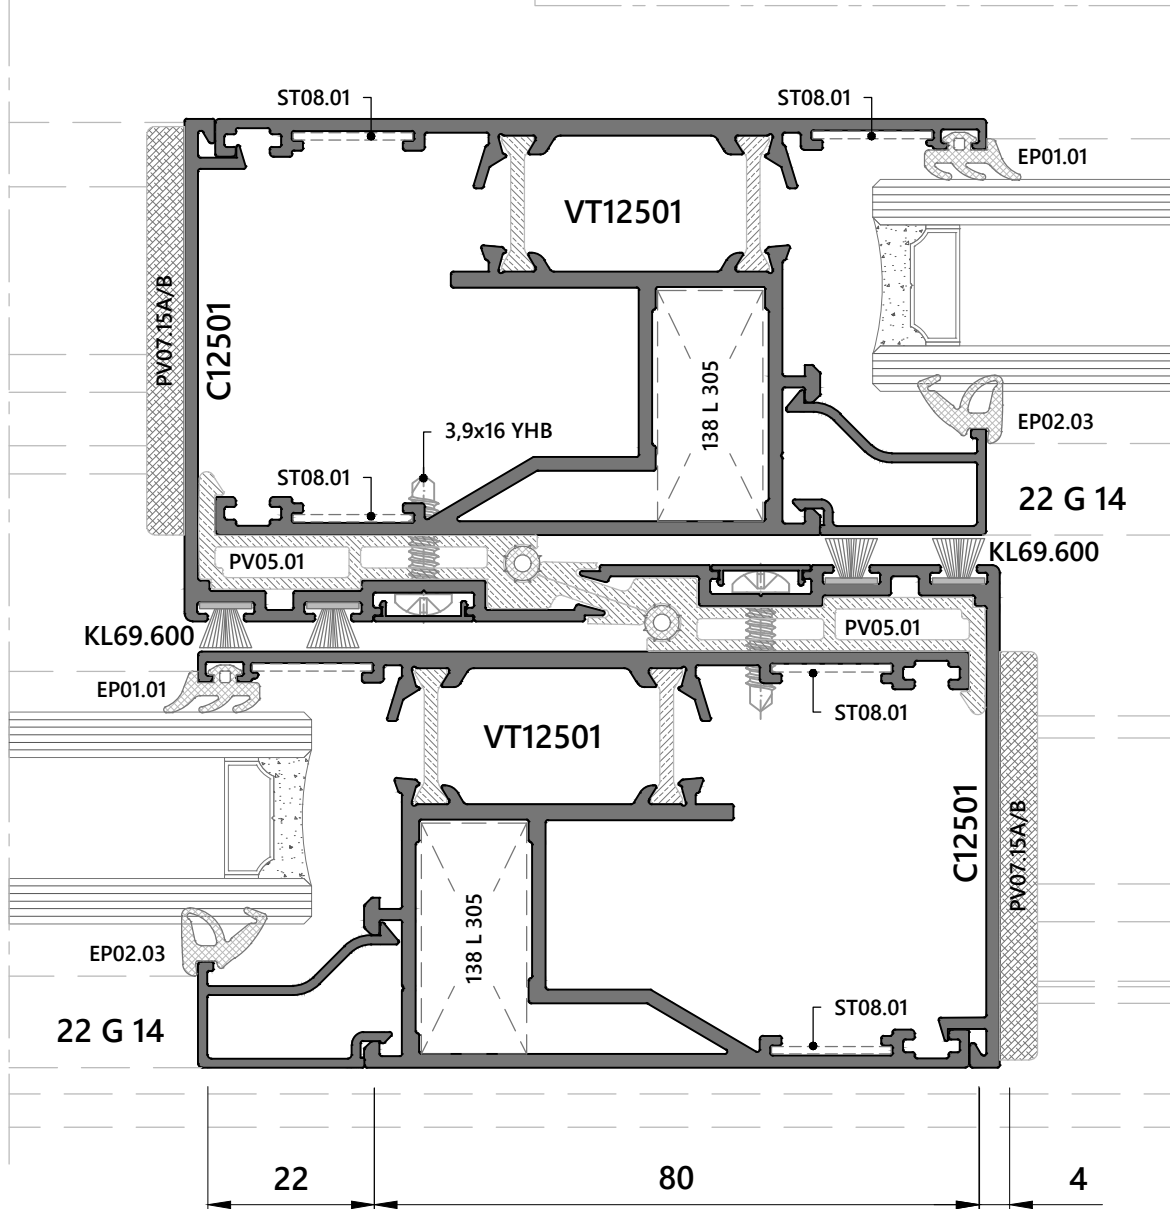 ST08.01
ST08.01
EP01.01
VT12501
PV07.15A/B
C12501
138 L 305
EP02.03
3,9x16 YHB
ST08.01
22 G 14
PV05.01
KL69.600
KL69.600
PV05.01
EP01.01
ST08.01
VT12501
C12501
PV07.15A/B
138 L 305
EP02.03
ST08.01
22 G 14
22
80
4